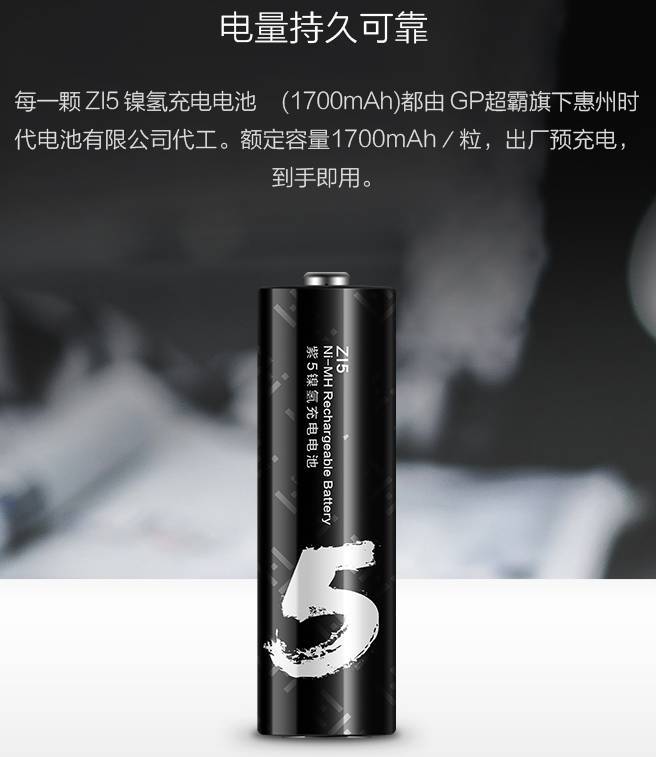 电量持久可靠
每一颗 ZI5 镍氢充电电池 (1700mAh)都由 GP超霸旗下惠州时
代电池有限公司代工。额定容量1700mAh / 粒，出厂预充电，
到手即用。
ZI5
Ni-MH Rechargeable Battery
紫5镍氢充电电池
5